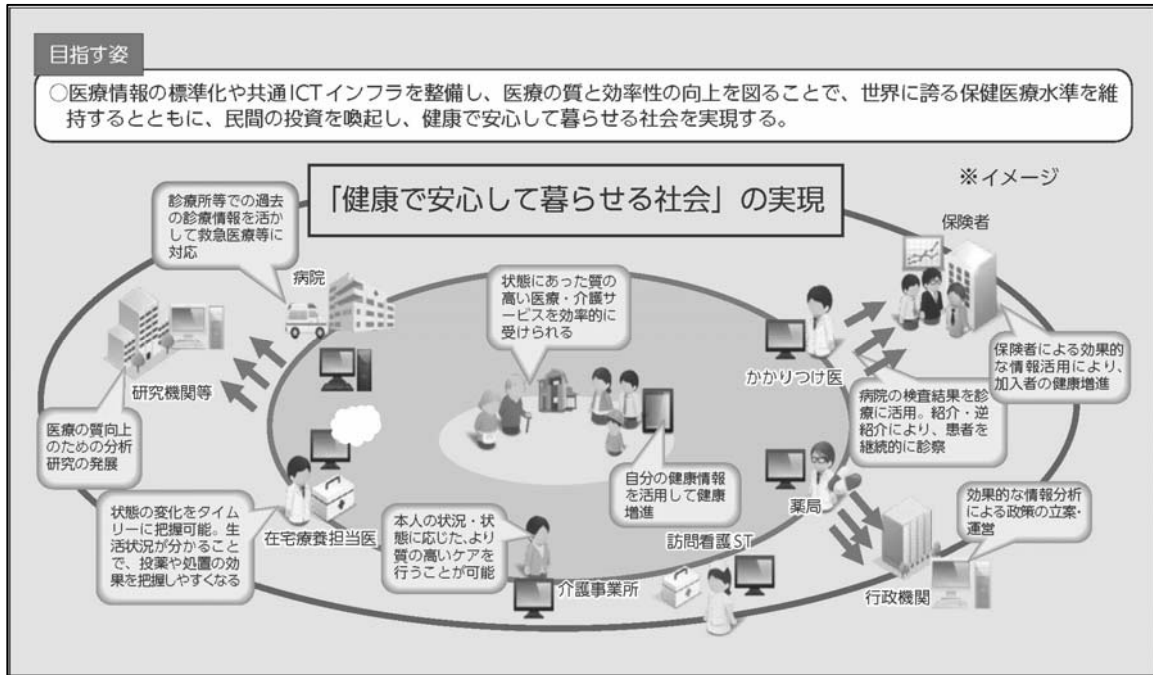 目指す姿
○医療情報の標準化や共通ICTインフラを整備し、医療の質と効率性の向上を図ることで、世界に誇る保健医療水準を維
持するとともに、民間の投資を喚起し、健康で安心して暮らせる社会を実現する。
「健康で安心して暮らせる社会」の実現
※イメージ
診療所等での過去
の診療情報を活か
して救急医療等に
対応
病院
研究機関等
医療の質向上
のための分析
研究の発展
状態にあった質の
高い医療・介護サ
ービスを効率的に
受けられる
自分の健康情報
を活用して健康
増進
保険者
保険者による効果的
な情報活用により、
加入者の健康増進
かかりつけ医
病院の検査結果を診
療に活用。紹介・逆
紹介により、患者を
継続的に診察
薬局
効果的な情報分析
による政策の立案・
運営
行政機関
訪問看護ST
介護事業所
本人の状況・状
態に応じた、より
質の高いケアを
行うことが可能
在宅療養担当医
状態の変化をタイム
リーに把握可能。生
活状況が分かること
で、投薬や処置の効
果を把握しやすくなる